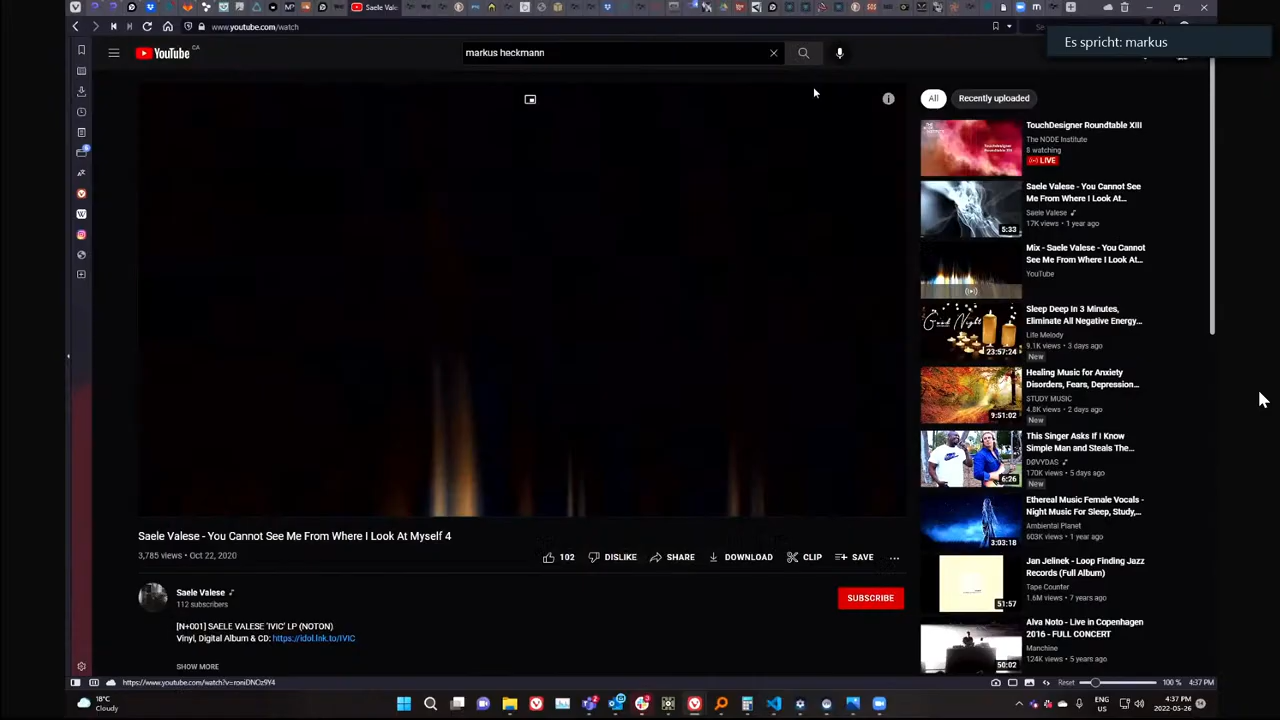 Saele Valese
www.youtube.com/watch
Es spricht: markus
YouTube CA
markus heckmann
All
Recently uploaded
TouchDesigner Roundtable XIII
The NODE Institute
8 watching
LIVE
Saele Valese - You Cannot See
Me From Where I Look At...
Saele Valese
17K views • 1 year ago
5:33
Mix - Saele Valese - You Cannot
See Me From Where I Look At...
YouTube
Sleep Deep In 3 Minutes,
Eliminate All Negative Energy...
Life Melody
9.1K views • 3 days ago
New
Good Night
23:57:24
Healing Music for Anxiety
Disorders, Fears, Depression...
STUDY MUSIC
4.8K views • 2 days ago
New
9:51:02
This Singer Asks If I Know
Simple Man and Steals The...
DØVYDAS
170K views • 5 days ago
New
6:26
Ethereal Music Female Vocals -
Night Music For Sleep, Study,...
Ambiental Planet
603K views • 1 year ago
3:03:18
Jan Jelinek - Loop Finding Jazz
Records (Full Album)
Tape Counter
1.6M views • 7 years ago
51:57
Alva Noto - Live in Copenhagen
2016 - FULL CONCERT
Manchine
124K views • 5 years ago
50:02
Saele Valese - You Cannot See Me From Where I Look At Myself 4
3,785 views • Oct 22, 2020
102
DISLIKE
SHARE
DOWNLOAD
CLIP
SAVE
Saele Valese
112 subscribers
SUBSCRIBE
[N+001] SAELE VALESE 'IVIC' LP (NOTON)
Vinyl, Digital Album & CD: https://idol.lnk.to/IVIC
SHOW MORE
Reset
100 %
4:37 PM
18°C
Cloudy
ENG
US
4:37 PM
2022-05-26